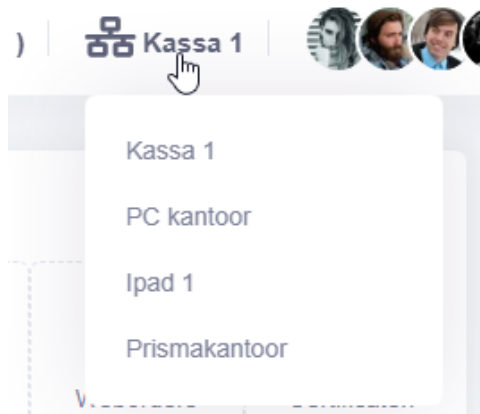 ) Kassa 1
Kassa 1
PC kantoor
Ipad 1
Prismakantoor